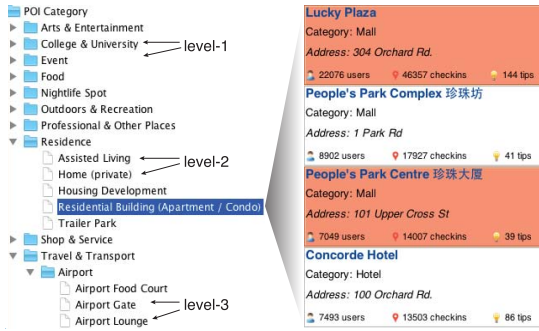 POI Category
Arts & Entertainment
College & University
Event
level-1
Food
Nightlife Spot
Outdoors & Recreation
Professional & Other Places
Residence
Assisted Living
Home (private)
level-2
Housing Development
Residential Building (Apartment / Condo)
Trailer Park
Shop & Service
Travel & Transport
Airport
Airport Food Court
Airport Gate
Airport Lounge
level-3
Lucky Plaza
Category: Mall
Address: 304 Orchard Rd.
22076 users 46357 checkins 144 tips
People's Park Complex 珍珠坊
Category: Mall
Address: 1 Park Rd
8902 users 17927 checkins 41 tips
People's Park Centre 珍珠大厦
Category: Mall
Address: 101 Upper Cross St
7049 users 14007 checkins 39 tips
Concorde Hotel
Category: Hotel
Address: 100 Orchard Rd.
7493 users 13503 checkins 86 tips